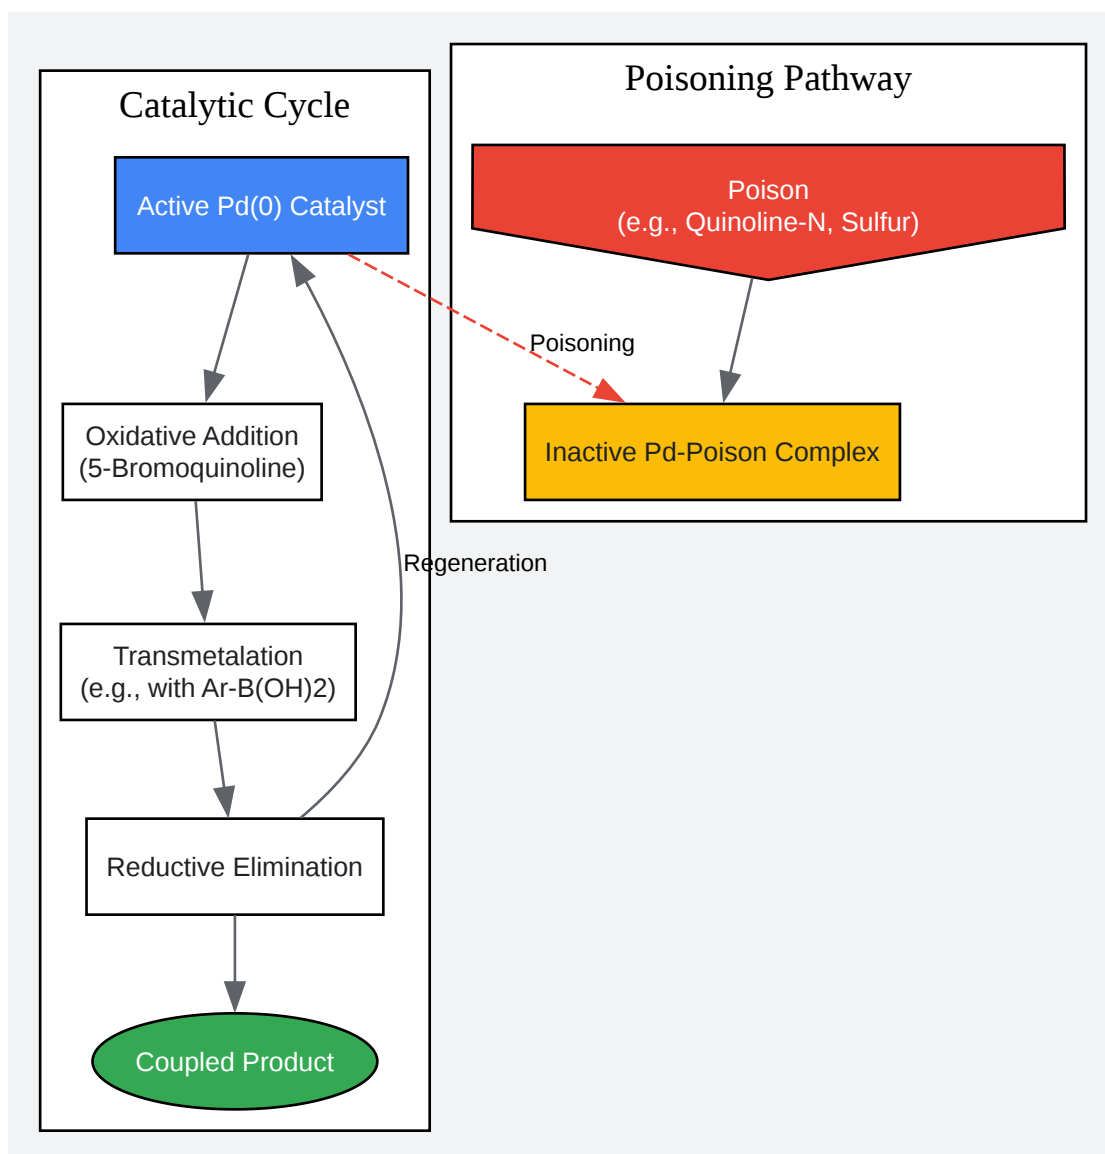 Catalytic Cycle
Active Pd(0) Catalyst
Oxidative Addition
(5-Bromoquinoline)
Transmetalation
(e.g., with Ar-B(OH)2)
Reductive Elimination
Coupled Product
Regeneration
Poisoning
Poisoning Pathway
Poison
(e.g., Quinoline-N, Sulfur)
Inactive Pd-Poison Complex